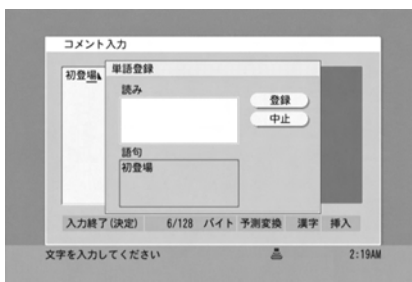 コメント入力
初登場
単語登録
読み
登録
中止
語句
初登場
入力終了(決定) 6/128 バイト 予測変換 漢字 挿入
文字を入力してください 2:19AM